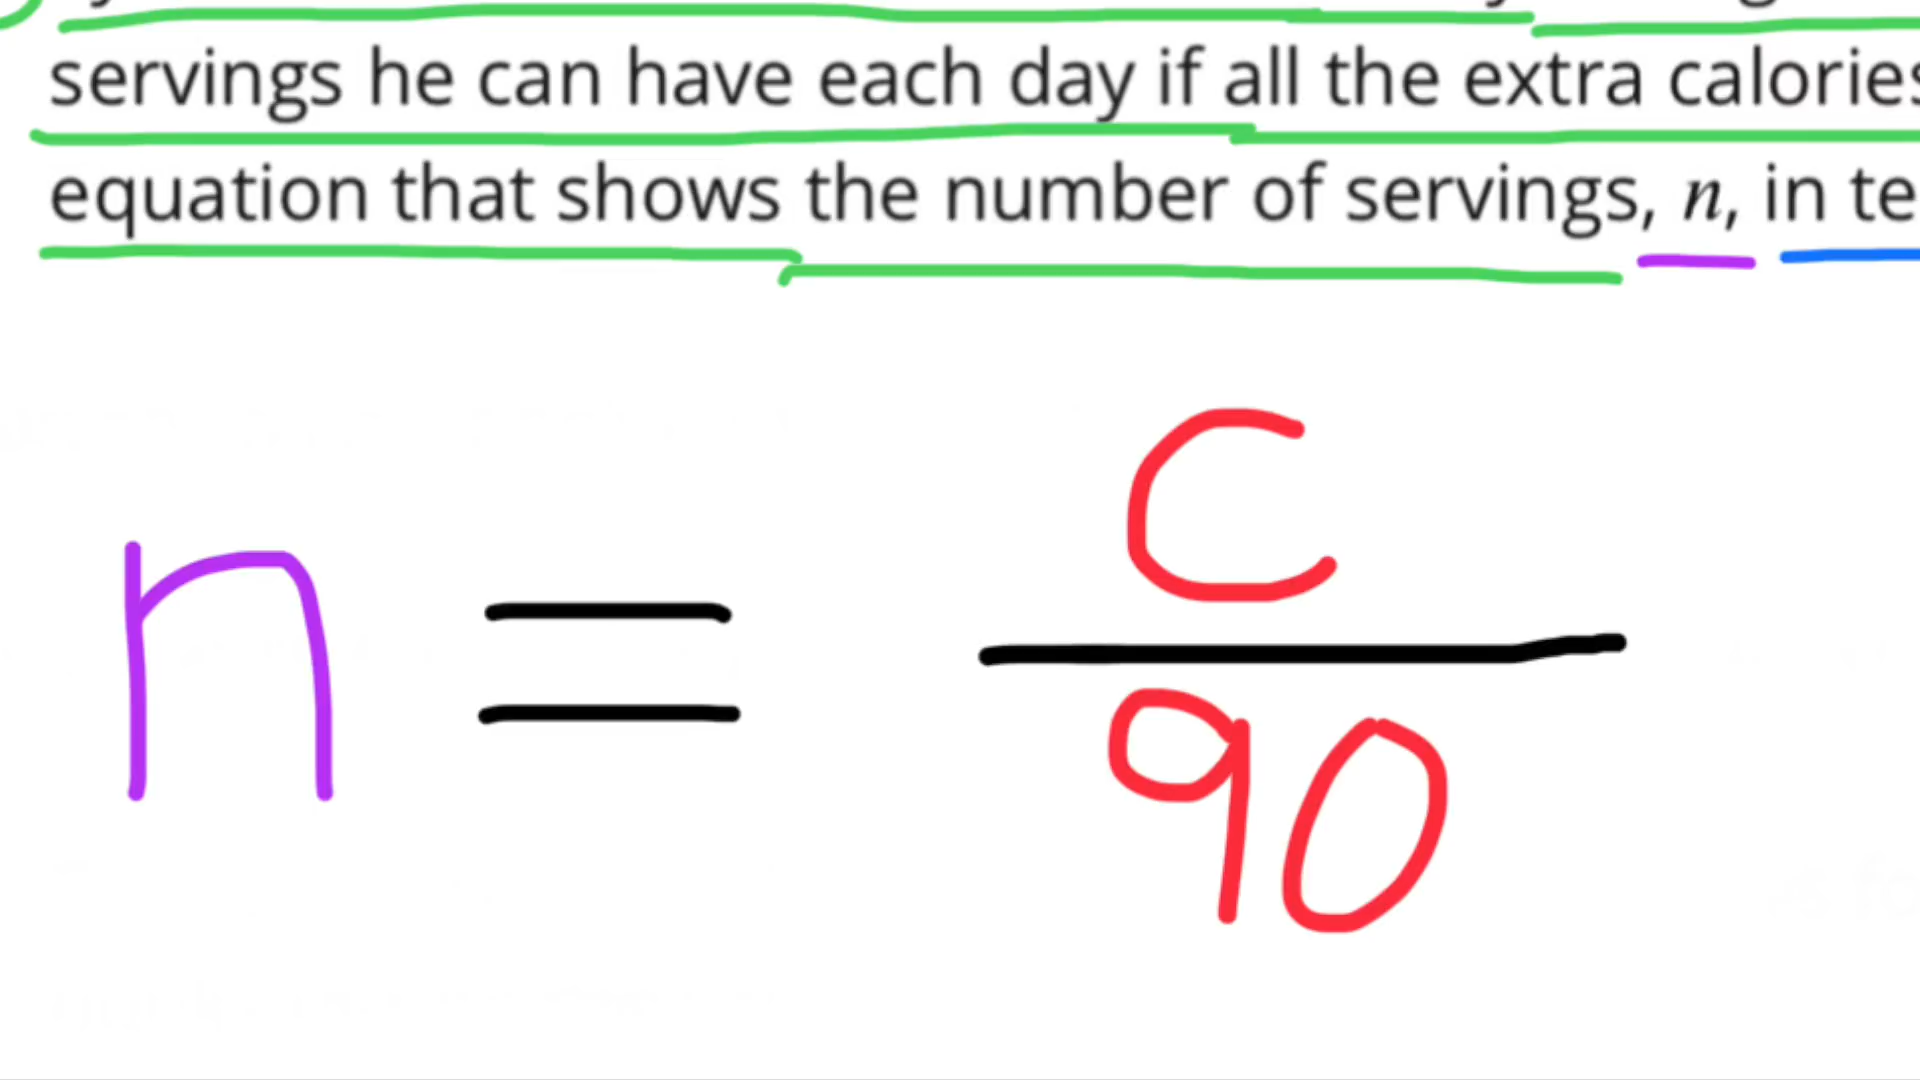 servings he can have each day if all the extra calories
equation that shows the number of servings, n, in te
n = C
90